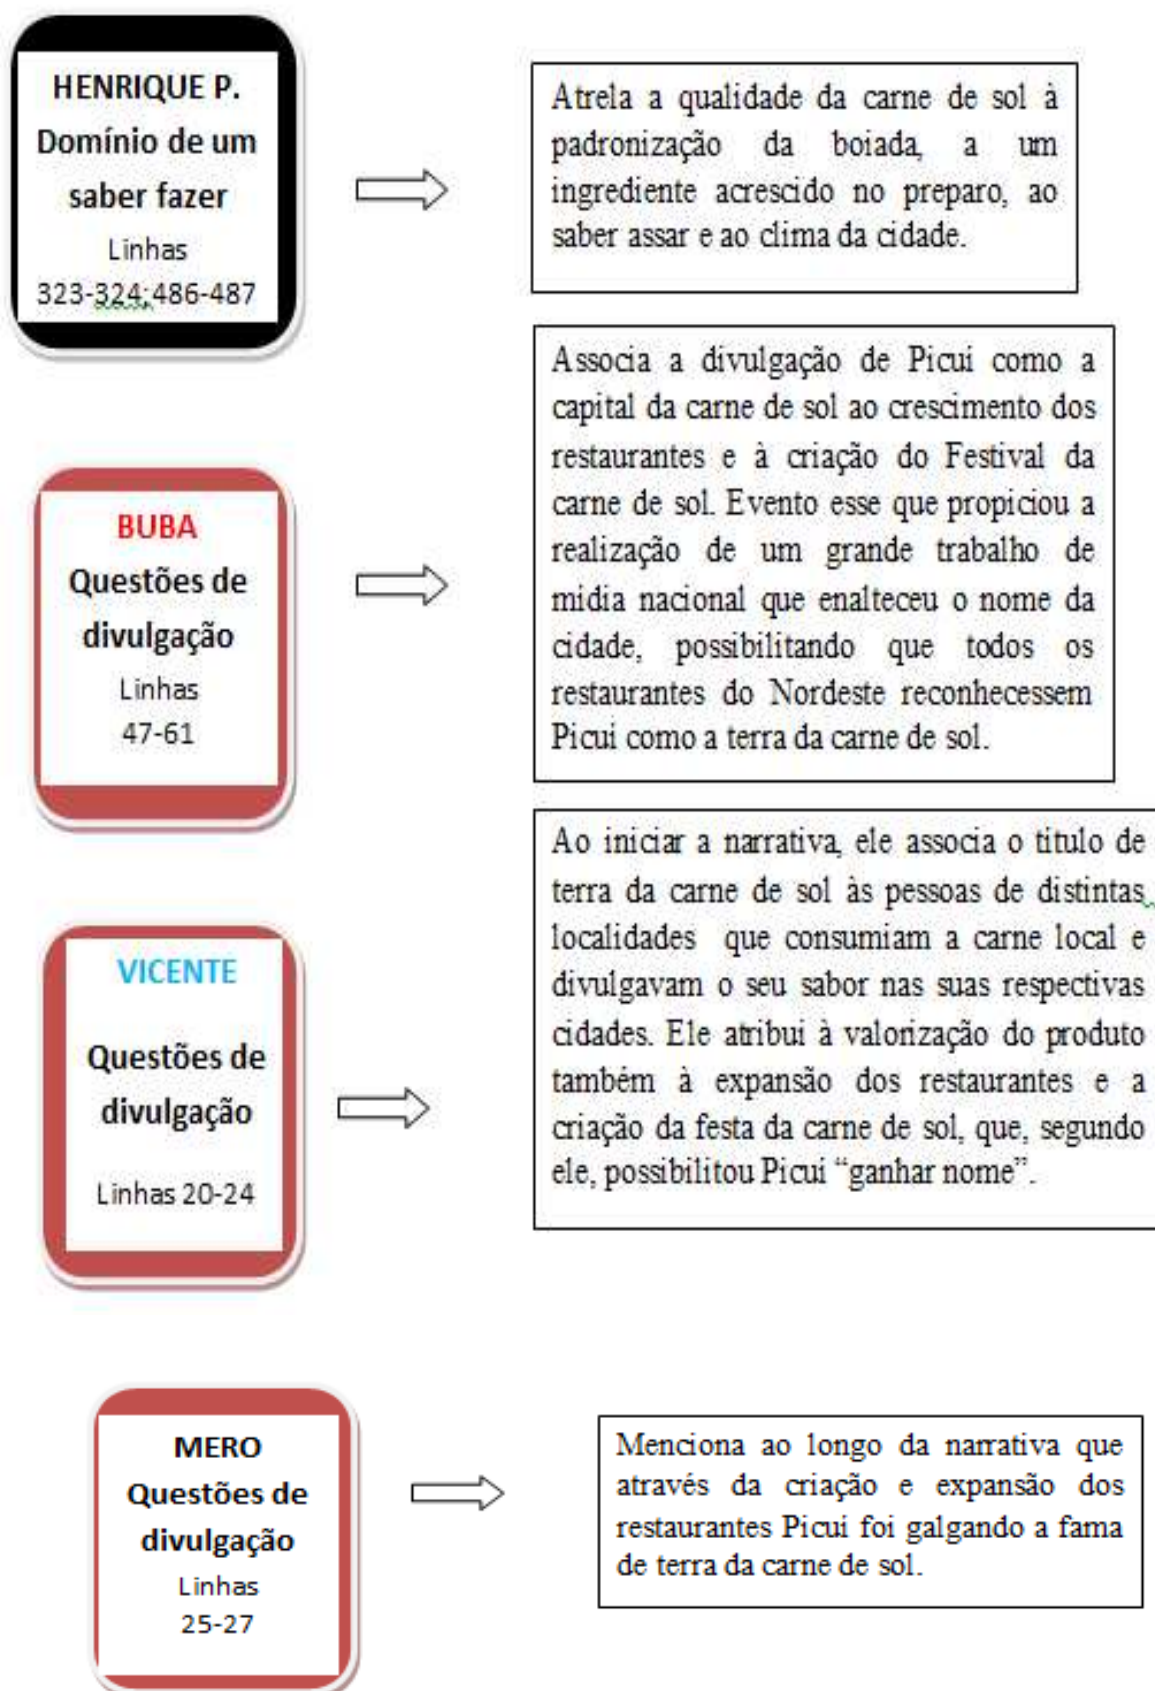 HENRIQUE P.
Domínio de um
saber fazer
Linhas
323-324;486-487
Atrela a qualidade da carne de sol à
padronização da boiada, a um
ingrediente acrescido no preparo, ao
saber assar e ao clima da cidade.
BUBA
Questões de
divulgação
Linhas
47-61
Associa a divulgação de Picuí como a
capital da carne de sol ao crescimento dos
restaurantes e à criação do Festival da
carne de sol. Evento esse que propiciou a
realização de um grande trabalho de
mídia nacional que enalteceu o nome da
cidade, possibilitando que todos os
restaurantes do Nordeste reconhecessem
Picuí como a terra da carne de sol.
VICENTE
Questões de
divulgação
Linhas 20-24
Ao iniciar a narrativa, ele associa o título de
terra da carne de sol às pessoas de distintas
localidades que consumiam a carne local e
divulgavam o seu sabor nas suas respectivas
cidades. Ele atribui à valorização do produto
também à expansão dos restaurantes e a
criação da festa da carne de sol, que, segundo
ele, possibilitou Picuí “ganhar nome”.
MERO
Questões de
divulgação
Linhas
25-27
Menciona ao longo da narrativa que
através da criação e expansão dos
restaurantes Picuí foi galgando a fama
de terra da carne de sol.